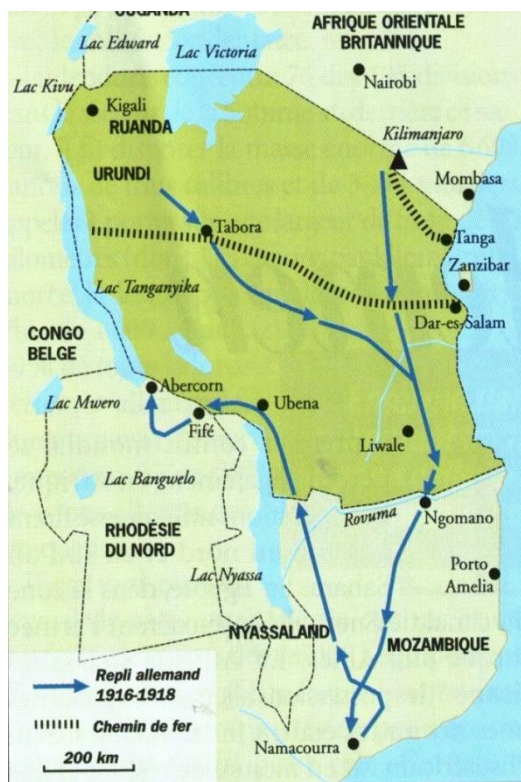 OUGANDA
AFRIQUE ORIENTALE
BRITANNIQUE
Lac Edward
Lac Victoria
Lac Kivu
Nairobi
Kigali
RUANDA
Kilimanjaro
URUNDI
Mombasa
Tabora
Tanga
Zanzibar
Lac Tanganyika
Dar-es-Salam
CONGO
BELGE
Abercorn
Lac Mwero
Ubena
Fifé
Liwale
Lac Bangwelo
Rovuma
Ngomano
RHODÉSIE
DU NORD
Lac Nyassa
Porto
Amelia
NYASSALAND
MOZAMBIQUE
Repli allemand
1916-1918
Chemin de fer
Namacourra
200 km